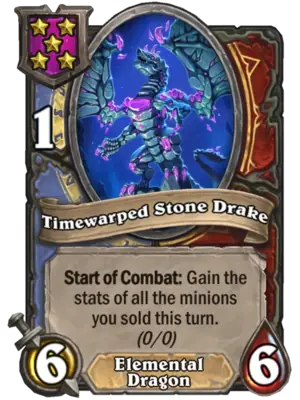 1
Timewarped Stone Drake
Start of Combat: Gain the
stats of all the minions
you sold this turn.
(0/0)
Elemental
Dragon
6
6